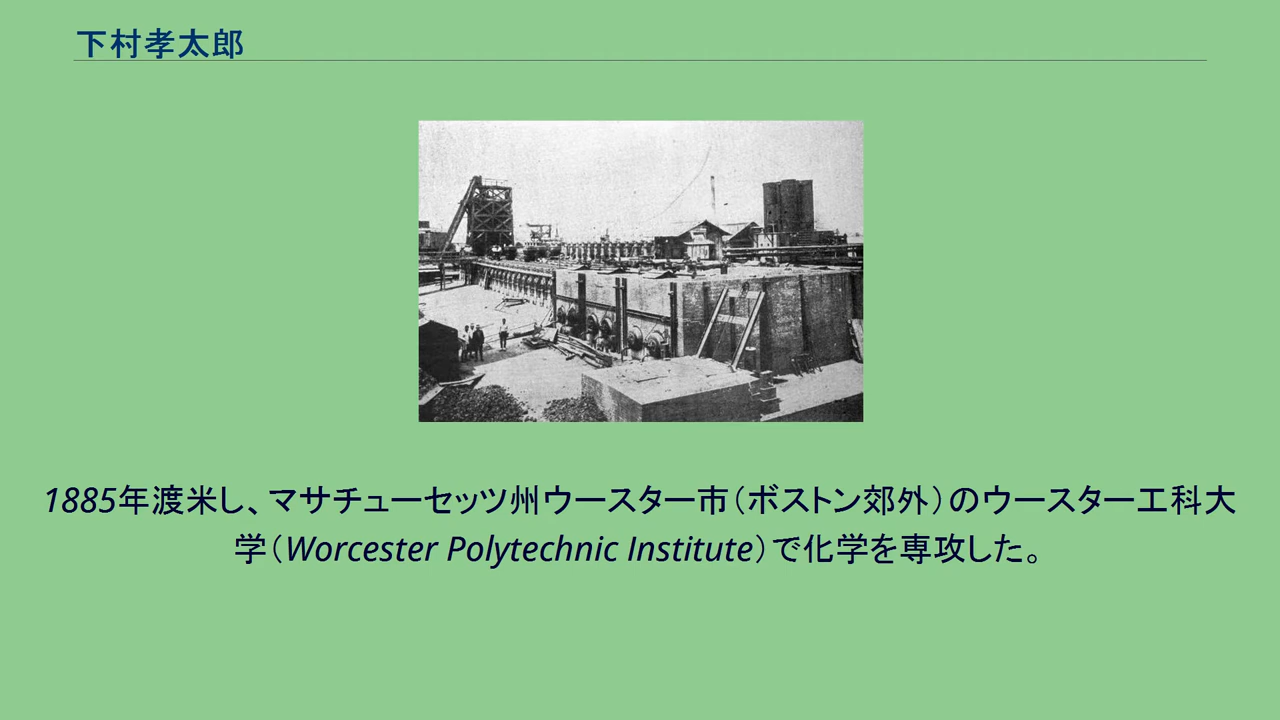 下村孝太郎
1885年渡米し、マサチューセッツ州ウースター市（ボストン郊外）のウースター工科大
学（Worcester Polytechnic Institute）で化学を専攻した。